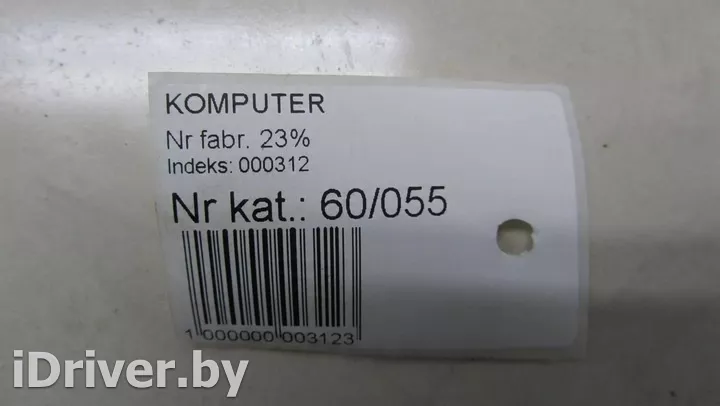 KOMPUTER
Nr fabr. 23%
Indeks: 000312
Nr kat.: 60/055
1 000000 003123
iDriver.by